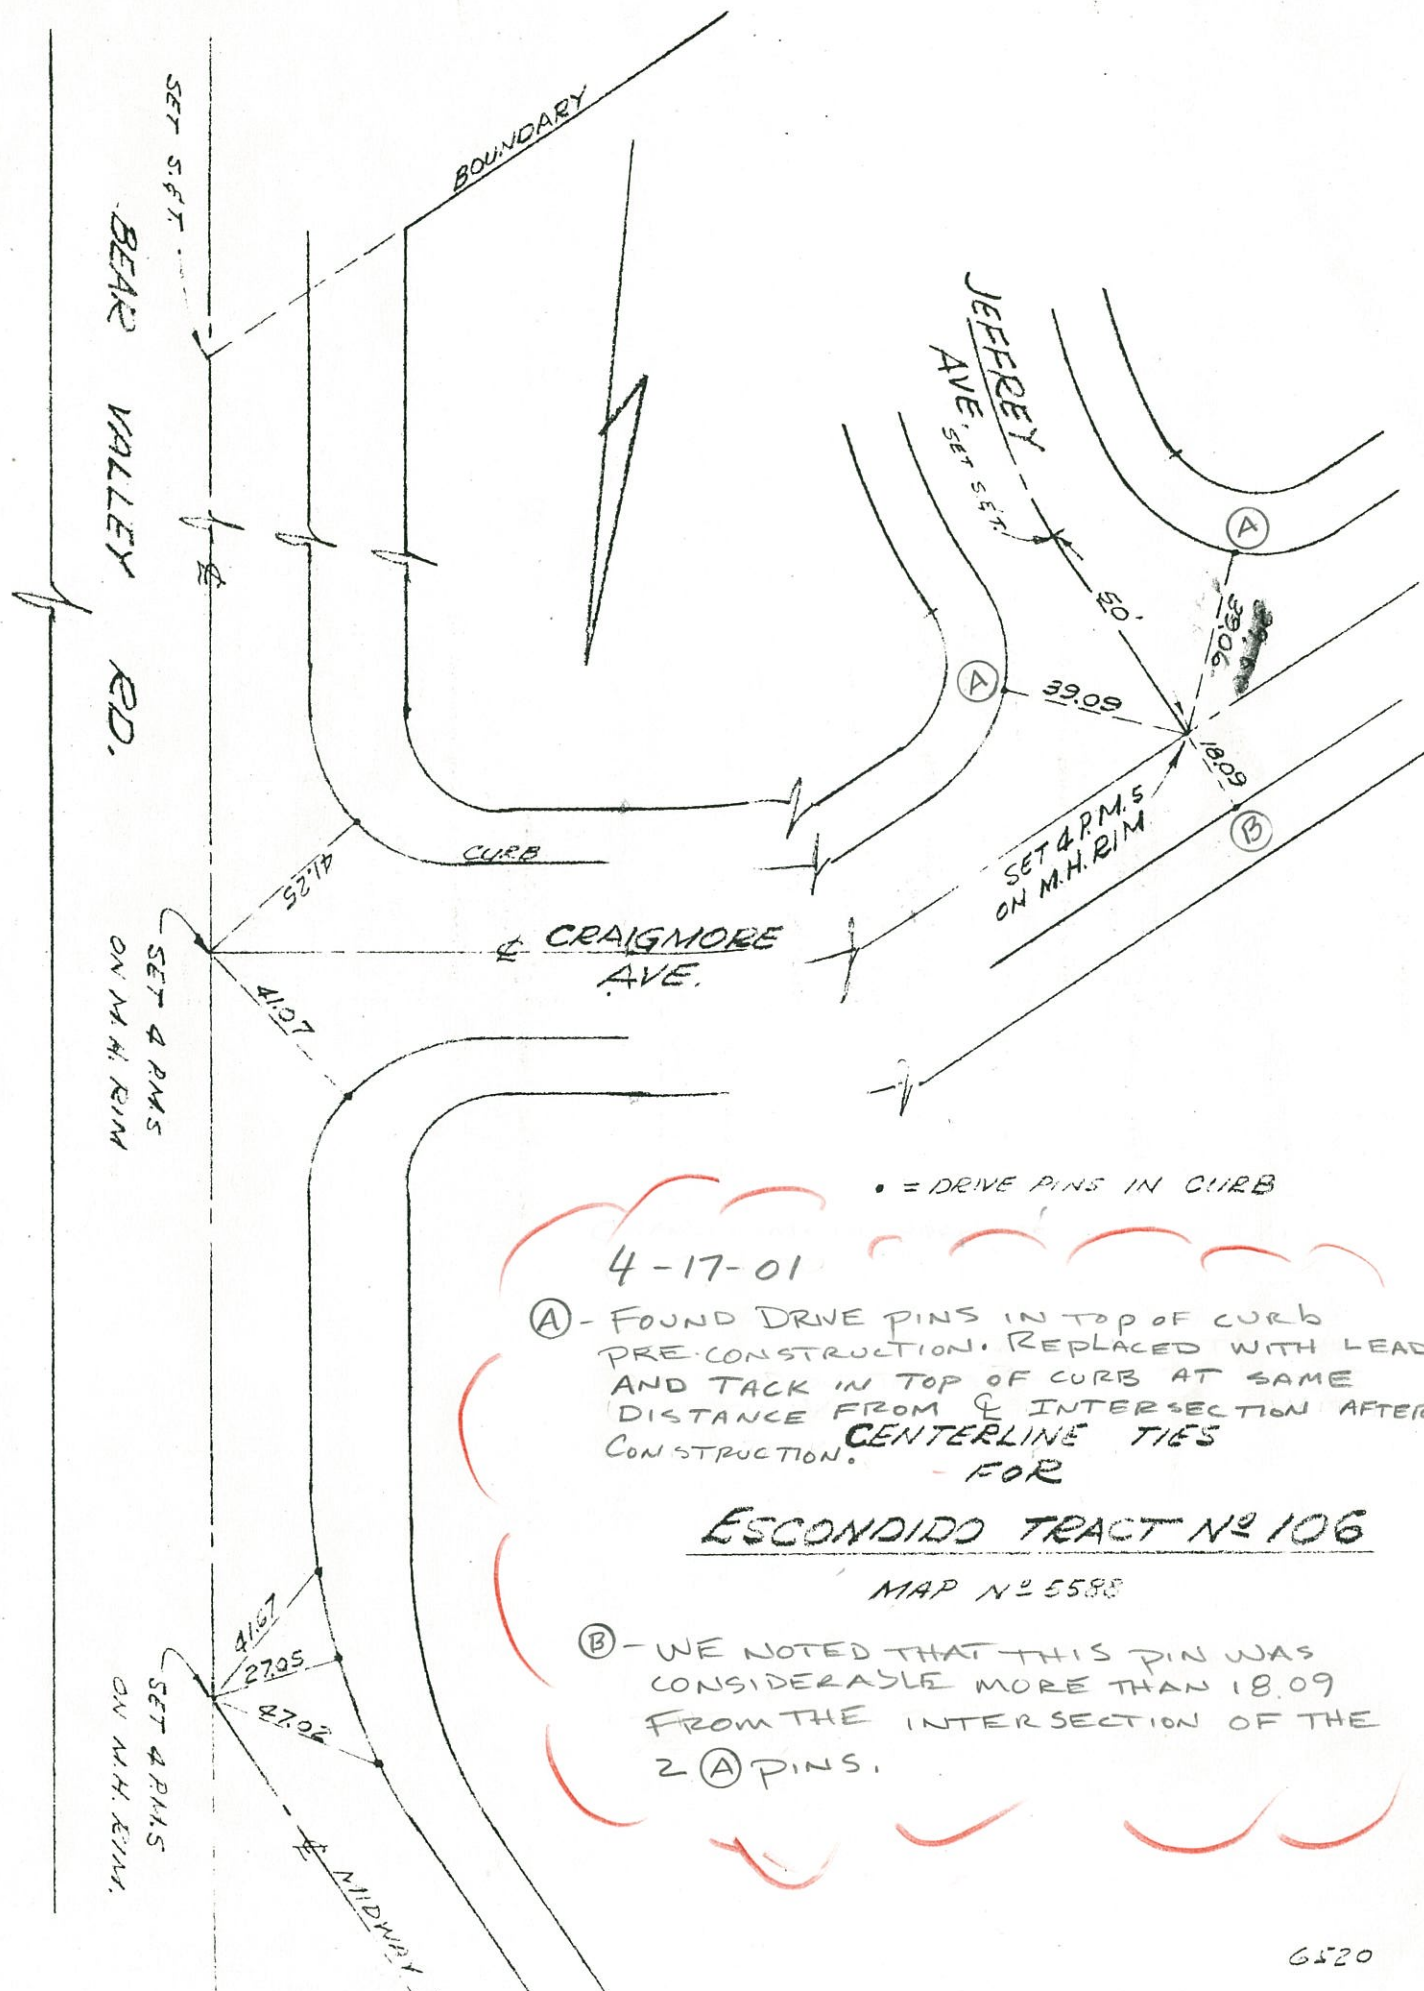 SET S.&T.
BEAR VALLEY RD.
BOUNDARY
℄
JEFFREY
AVE.
SET S.&T.
50'
A
39.06
A
39.09
18.09
B
SET 4 P.M.S
ON M.H. RIM
CURB
41.25
℄ CRAIGMORE
AVE.
41.07
SET 4 P.M.S
ON M.H. RIM
• = DRIVE PINS IN CURB
4-17-01
A - FOUND DRIVE PINS IN TOP OF CURB
PRE-CONSTRUCTION. REPLACED WITH LEAD
AND TACK IN TOP OF CURB AT SAME
DISTANCE FROM ℄ INTERSECTION AFTER
CONSTRUCTION.
CENTERLINE TIES
FOR
ESCONDIDO TRACT Nº 106
MAP Nº 5588
B - WE NOTED THAT THIS PIN WAS
CONSIDERABLE MORE THAN 18.09
FROM THE INTERSECTION OF THE
2 A PINS.
41.67
27.05
47.02
SET 4 P.M.S
ON M.H. RIM.
℄ MIDWAY
6520